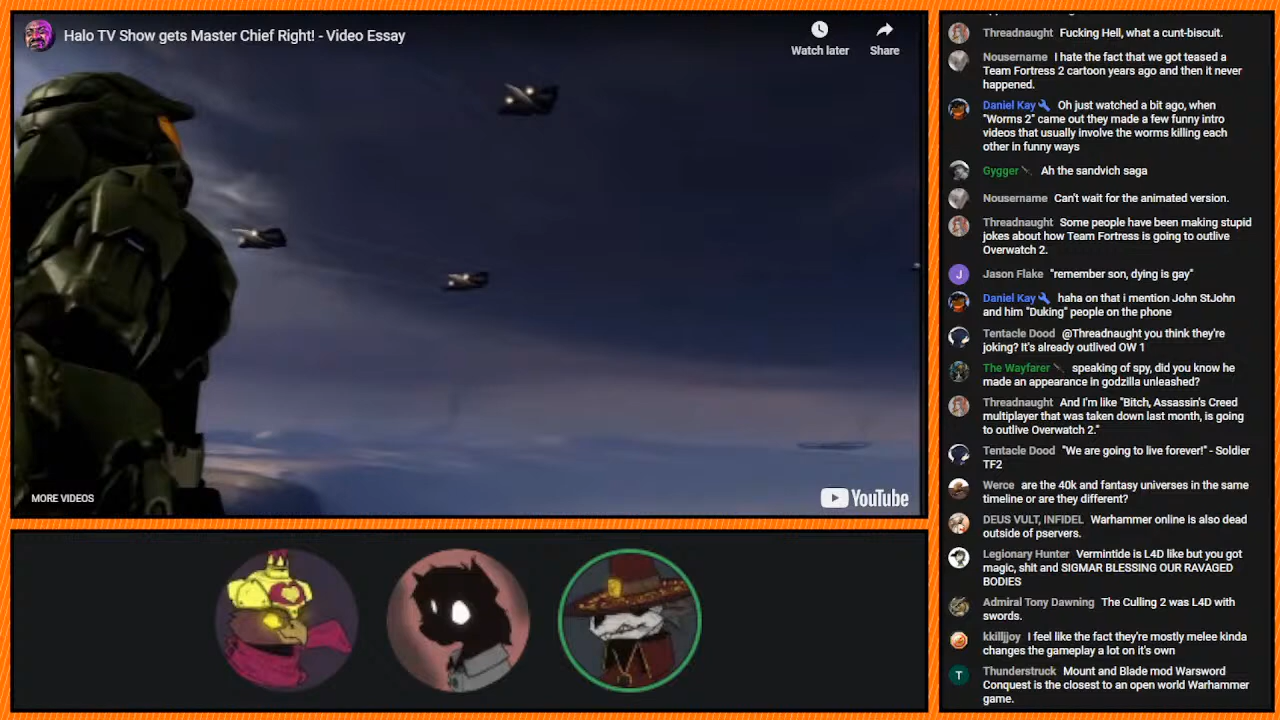 Halo TV Show gets Master Chief Right! - Video Essay
Watch later
Share
MORE VIDEOS
YouTube
Threadnaught Fucking Hell, what a cunt-biscuit.
Nousername I hate the fact that we got teased a
Team Fortress 2 cartoon years ago and then it never
happened.
Daniel Kay Oh just watched a bit ago, when
"Worms 2" came out they made a few funny intro
videos that usually involve the worms killing each
other in funny ways
Gygger Ah the sandvich saga
Nousername Can't wait for the animated version.
Threadnaught Some people have been making stupid
jokes about how Team Fortress is going to outlive
Overwatch 2.
J
Jason Flake "remember son, dying is gay"
Daniel Kay haha on that i mention John StJohn
and him "Duking" people on the phone
Tentacle Dood @Threadnaught you think they're
joking? It's already outlived OW 1
The Wayfarer speaking of spy, did you know he
made an appearance in godzilla unleashed?
Threadnaught And I'm like "Bitch, Assassin's Creed
multiplayer that was taken down last month, is going
to outlive Overwatch 2."
Tentacle Dood "We are going to live forever!" - Soldier
TF2
Werce are the 40k and fantasy universes in the same
timeline or are they different?
DEUS VULT, INFIDEL Warhammer online is also dead
outside of pservers.
Legionary Hunter Vermintide is L4D like but you got
magic, shit and SIGMAR BLESSING OUR RAVAGED
BODIES
Admiral Tony Dawning The Culling 2 was L4D with
swords.
kkilljjoy I feel like the fact they're mostly melee kinda
changes the gameplay a lot on it's own
T
Thunderstruck Mount and Blade mod Warsword
Conquest is the closest to an open world Warhammer
game.